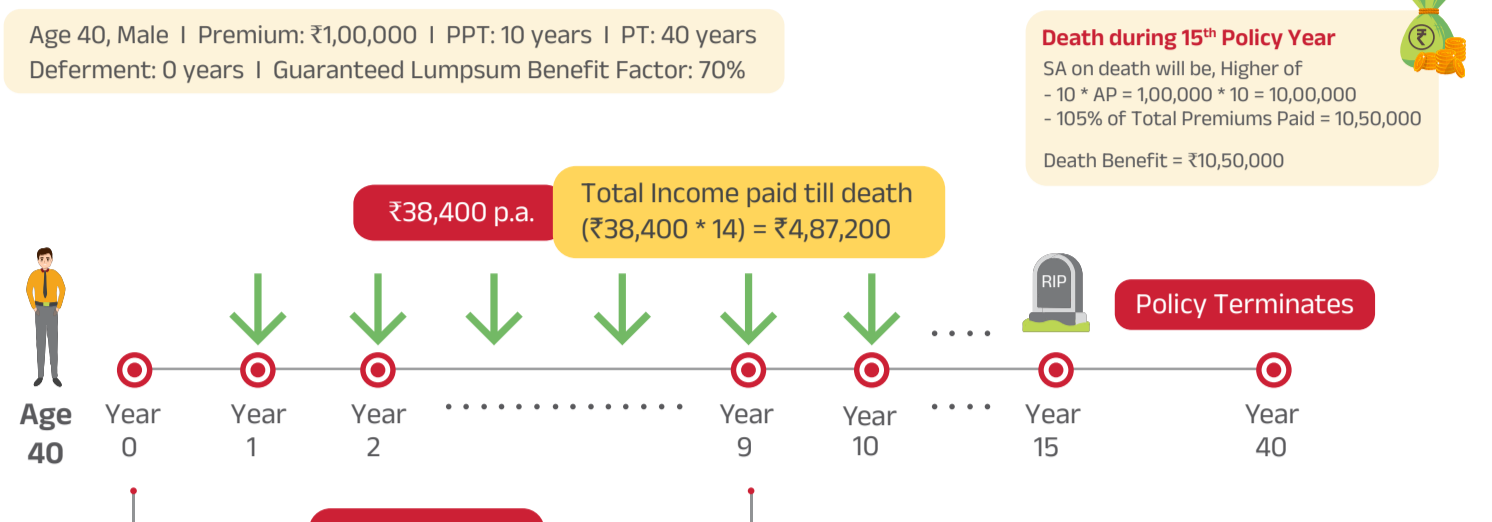 Age 40, Male I Premium: ₹1,00,000 I PPT: 10 years I PT: 40 years
Deferment: 0 years I Guaranteed Lumpsum Benefit Factor: 70%
Death during 15th Policy Year
SA on death will be, Higher of
- 10 * AP = 1,00,000 * 10 = 10,00,000
- 105% of Total Premiums Paid = 10,50,000
Death Benefit = ₹10,50,000
₹
₹38,400 p.a.
Total Income paid till death
(₹38,400 * 14) = ₹4,87,200
RIP
Policy Terminates
Age
40
Year
0
Year
1
Year
2
Year
9
Year
10
Year
15
Year
40